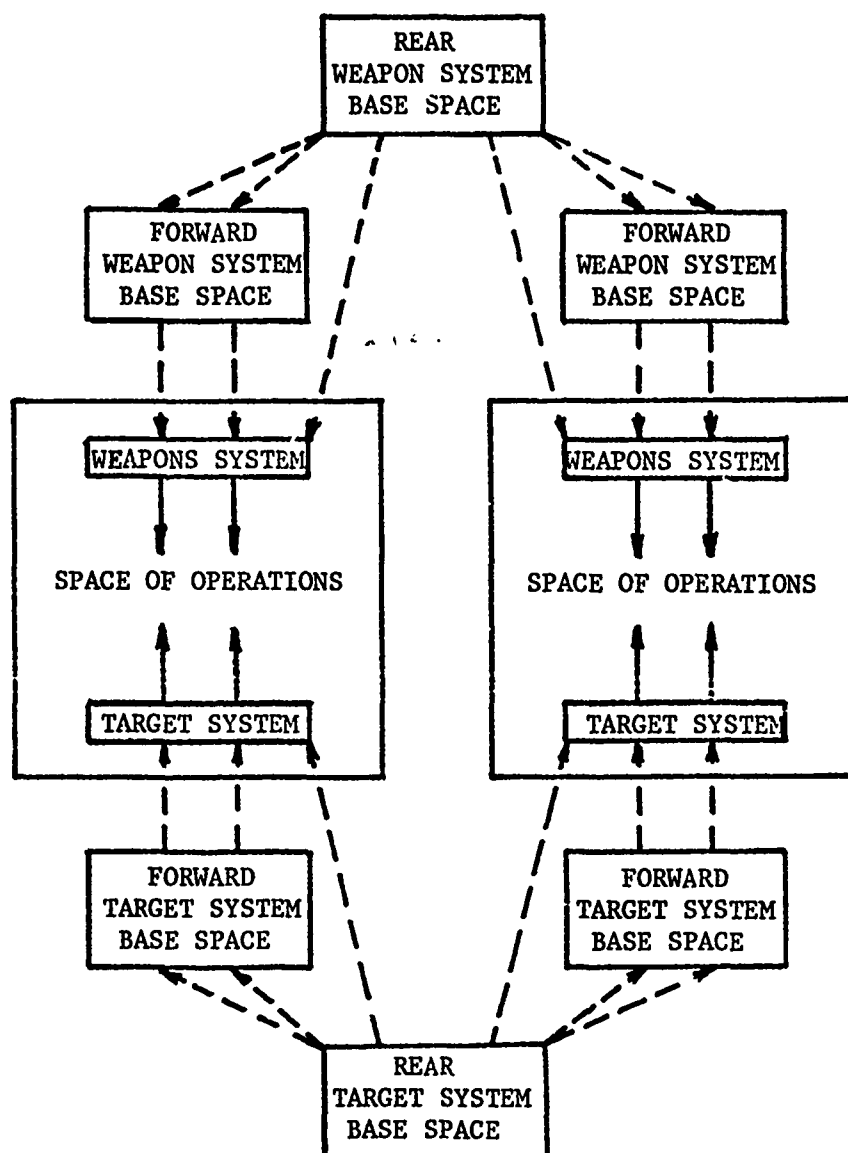 REAR
WEAPON SYSTEM
BASE SPACE
FORWARD
WEAPON SYSTEM
BASE SPACE
FORWARD
WEAPON SYSTEM
BASE SPACE
WEAPONS SYSTEM
WEAPONS SYSTEM
SPACE OF OPERATIONS
SPACE OF OPERATIONS
TARGET SYSTEM
TARGET SYSTEM
FORWARD
TARGET SYSTEM
BASE SPACE
FORWARD
TARGET SYSTEM
BASE SPACE
REAR
TARGET SYSTEM
BASE SPACE